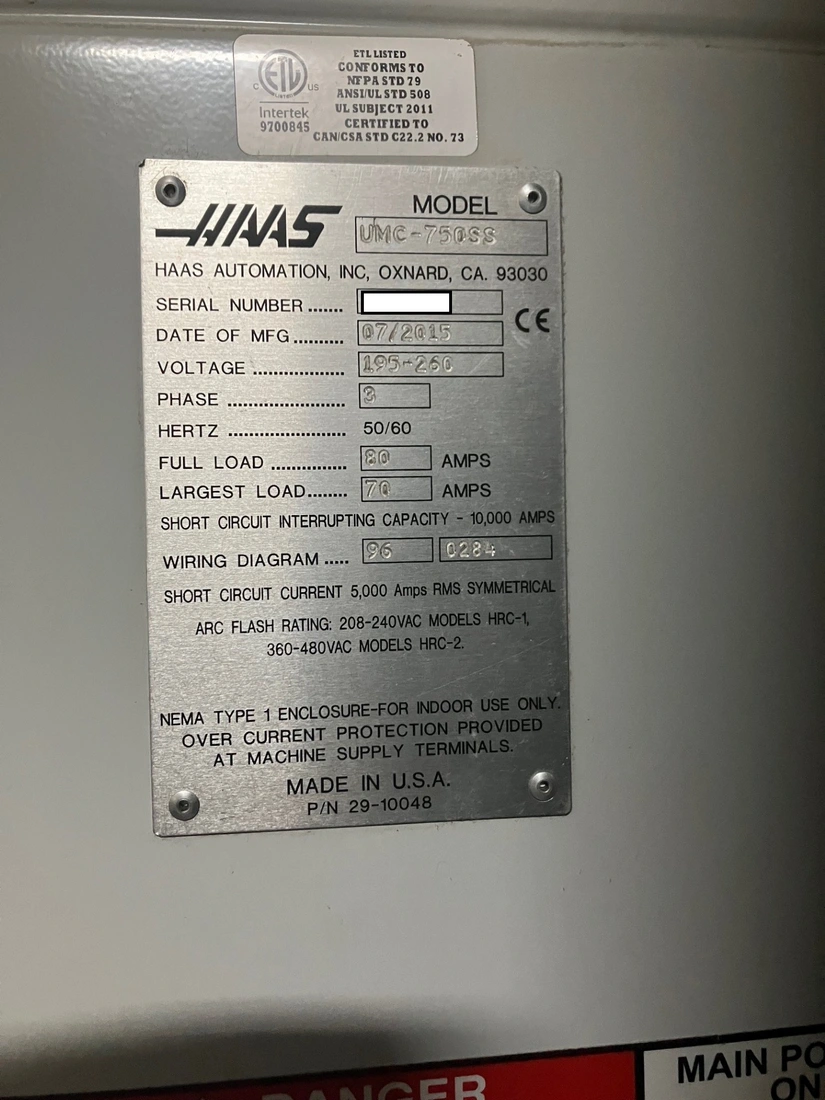 ETL LISTED
CONFORMS TO
NFPA STD 79
ANSI/UL STD 508
UL SUBJECT 2011
CERTIFIED TO
CAN/CSA STD C22.2 NO. 73
C ETL US
Intertek
9700845
HAAS
MODEL
UMC-750SS
HAAS AUTOMATION, INC, OXNARD, CA. 93030
SERIAL NUMBER .......
DATE OF MFG .......... 07/2015
CE
VOLTAGE .................. 195-260
PHASE ....................... 3
HERTZ ....................... 50/60
FULL LOAD ............... 80 AMPS
LARGEST LOAD........ 70 AMPS
SHORT CIRCUIT INTERRUPTING CAPACITY - 10,000 AMPS
WIRING DIAGRAM ..... 96 0284
SHORT CIRCUIT CURRENT 5,000 Amps RMS SYMMETRICAL
ARC FLASH RATING: 208-240VAC MODELS HRC-1,
360-480VAC MODELS HRC-2.
NEMA TYPE 1 ENCLOSURE-FOR INDOOR USE ONLY.
OVER CURRENT PROTECTION PROVIDED
AT MACHINE SUPPLY TERMINALS.
MADE IN U.S.A.
P/N 29-10048
DANGER
MAIN
ON